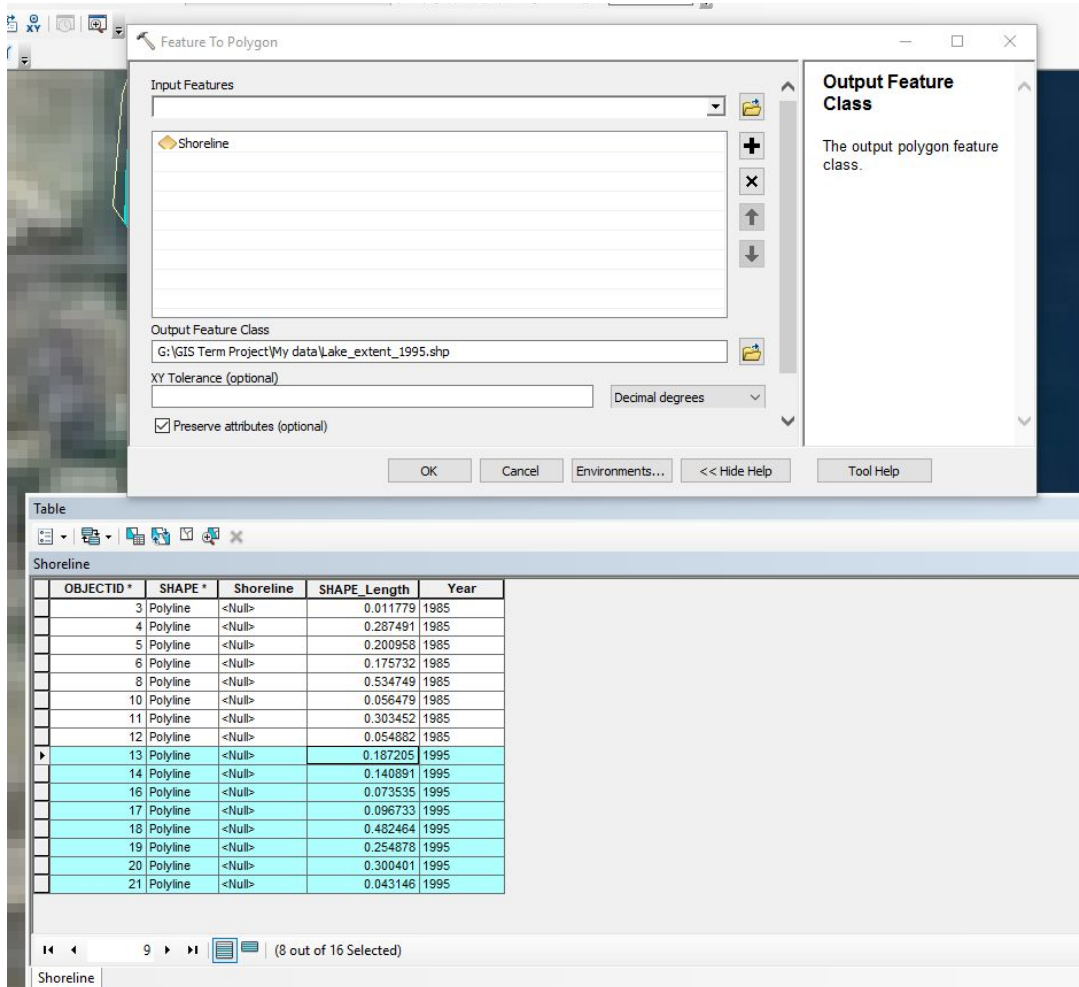 XY
Feature To Polygon
Input Features
Shoreline
Output Feature Class
G:\GIS Term Project\My data\Lake_extent_1995.shp
XY Tolerance (optional)
Decimal degrees
Preserve attributes (optional)
OK Cancel Environments... << Hide Help Tool Help
Output Feature
Class
The output polygon feature
class.
Table
Shoreline
OBJECTID * SHAPE * Shoreline SHAPE_Length Year
3 Polyline <Null> 0.011779 1985
4 Polyline <Null> 0.287491 1985
5 Polyline <Null> 0.200958 1985
6 Polyline <Null> 0.175732 1985
8 Polyline <Null> 0.534749 1985
10 Polyline <Null> 0.056479 1985
11 Polyline <Null> 0.303452 1985
12 Polyline <Null> 0.054882 1985
13 Polyline <Null> 0.187205 1995
14 Polyline <Null> 0.140891 1995
16 Polyline <Null> 0.073535 1995
17 Polyline <Null> 0.096733 1995
18 Polyline <Null> 0.482464 1995
19 Polyline <Null> 0.254878 1995
20 Polyline <Null> 0.300401 1995
21 Polyline <Null> 0.043146 1995
9 (8 out of 16 Selected)
Shoreline